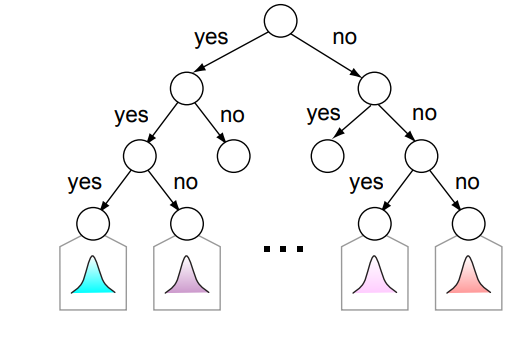 yes no
yes no yes no
yes no yes no
...